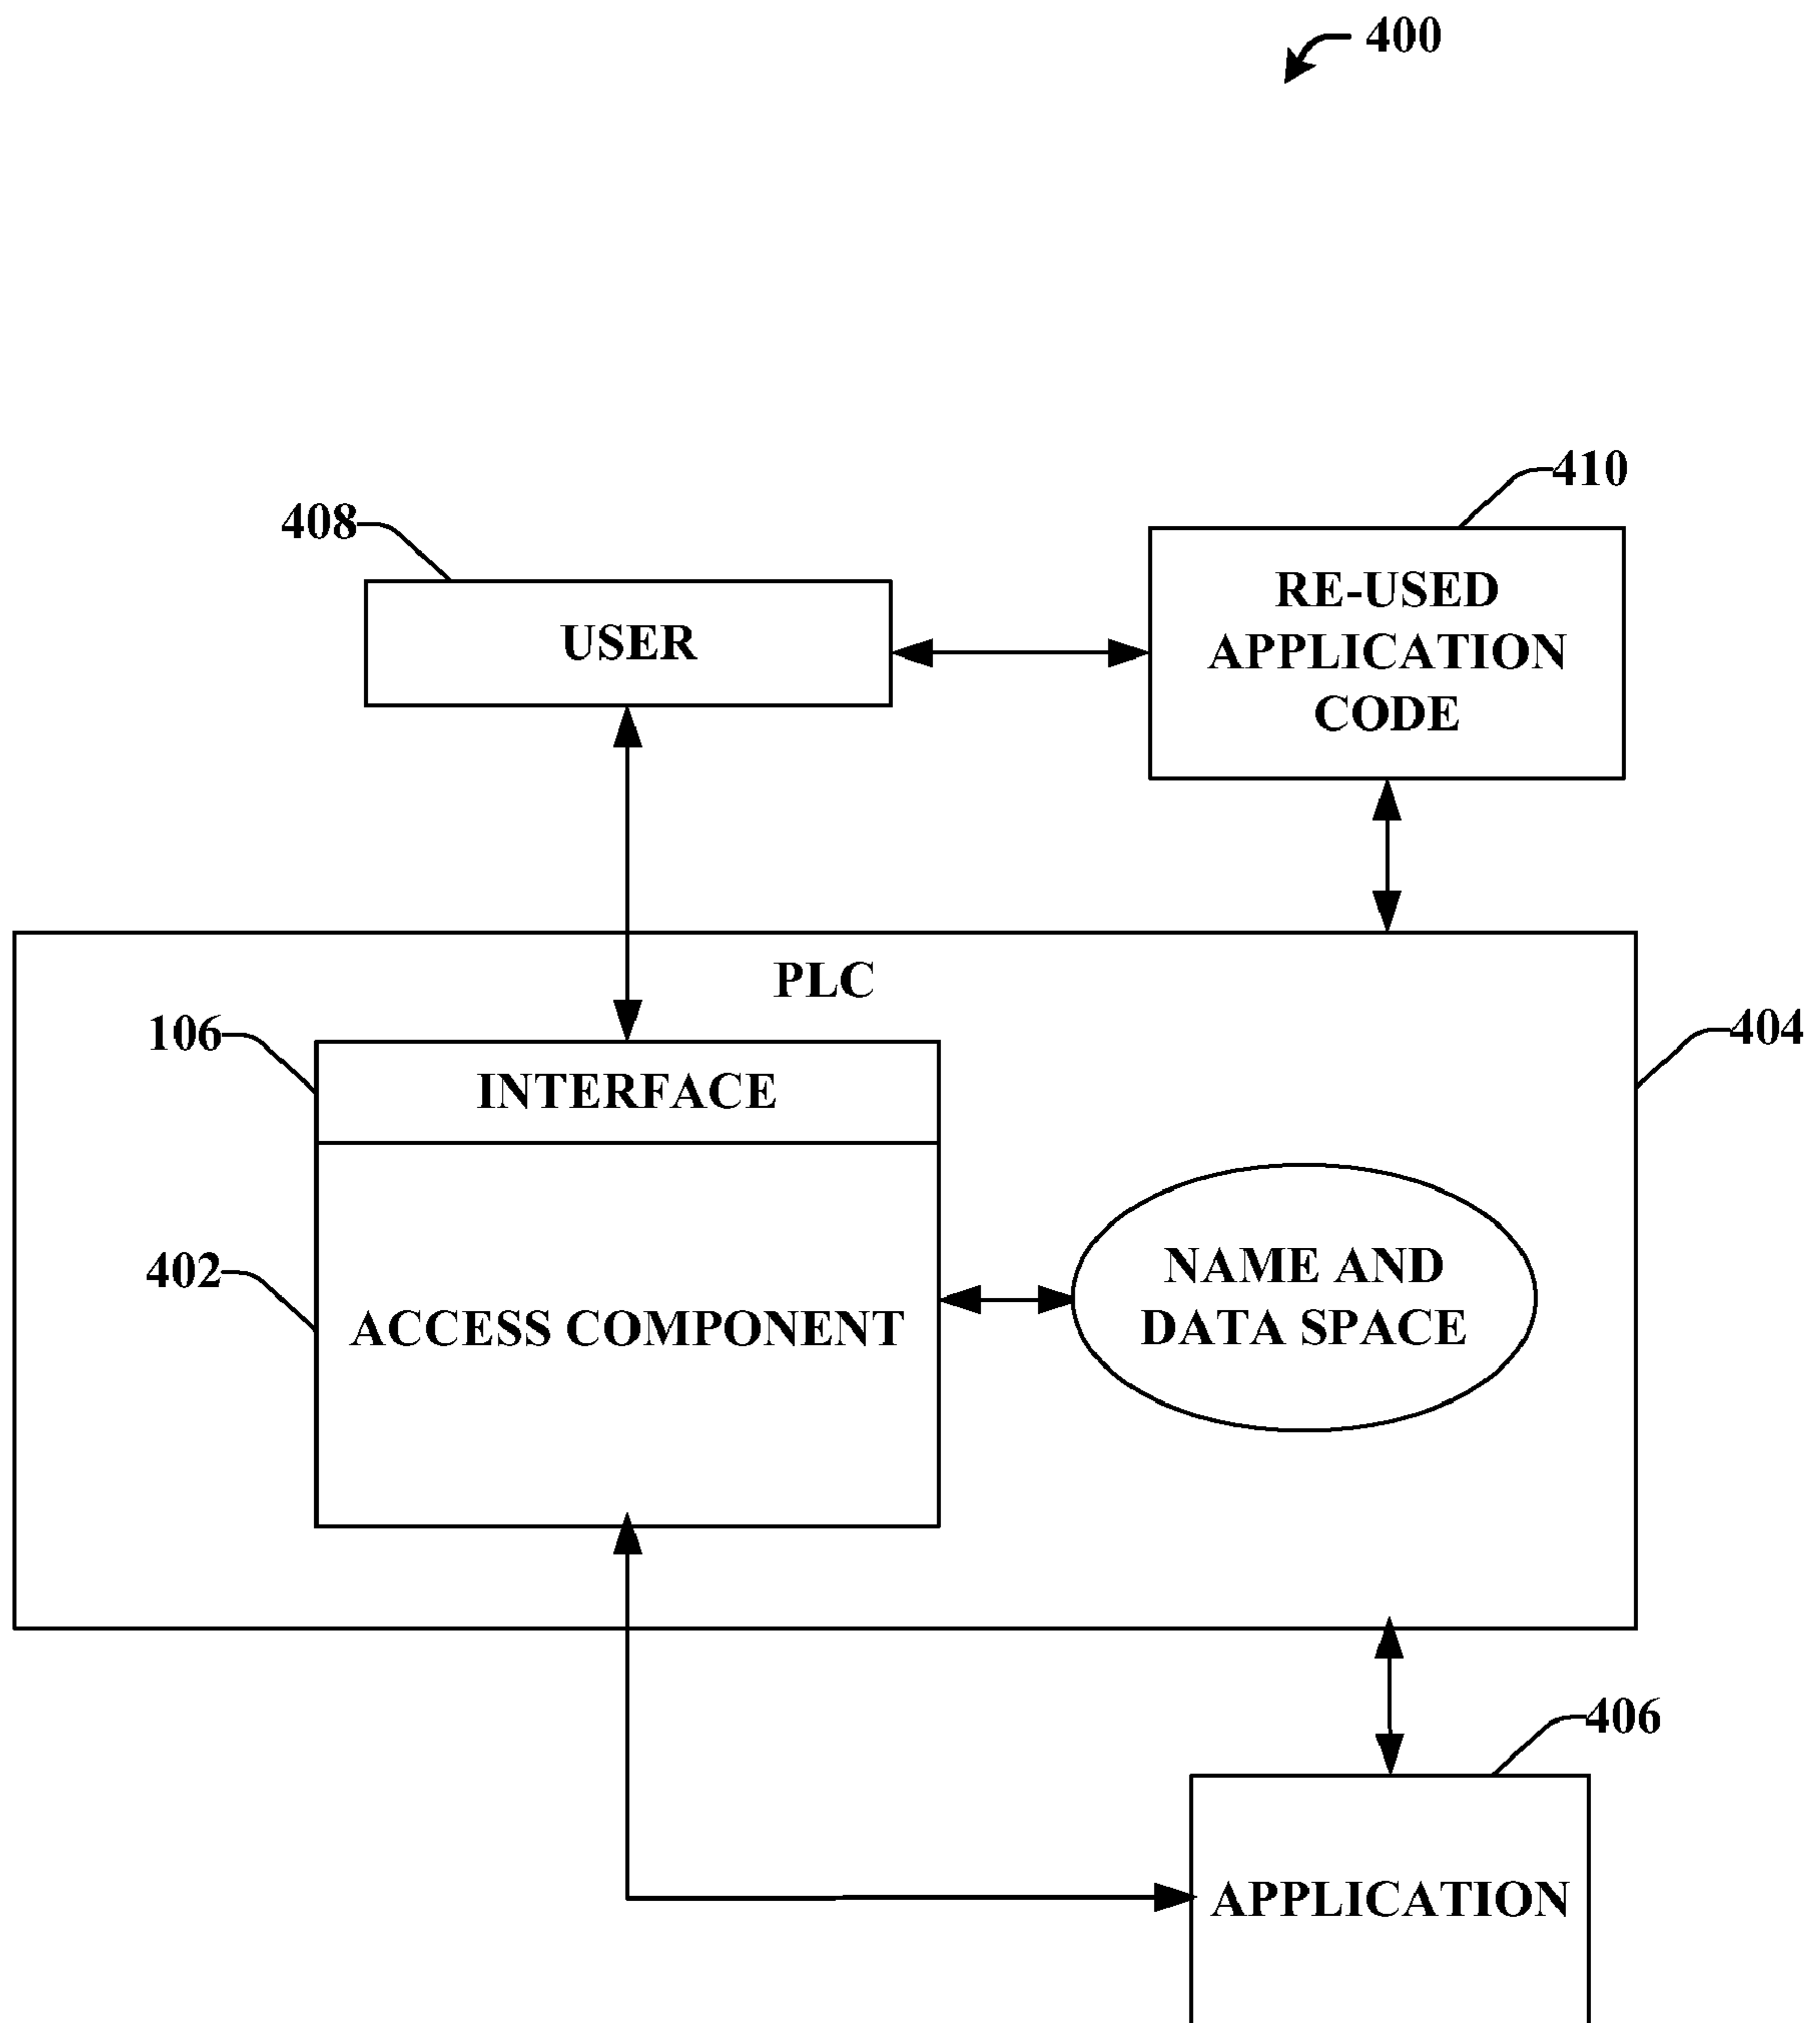 400
410
408
RE-USED
APPLICATION
CODE
USER
PLC
106
404
INTERFACE
402
NAME AND
DATA SPACE
ACCESS COMPONENT
406
APPLICATION